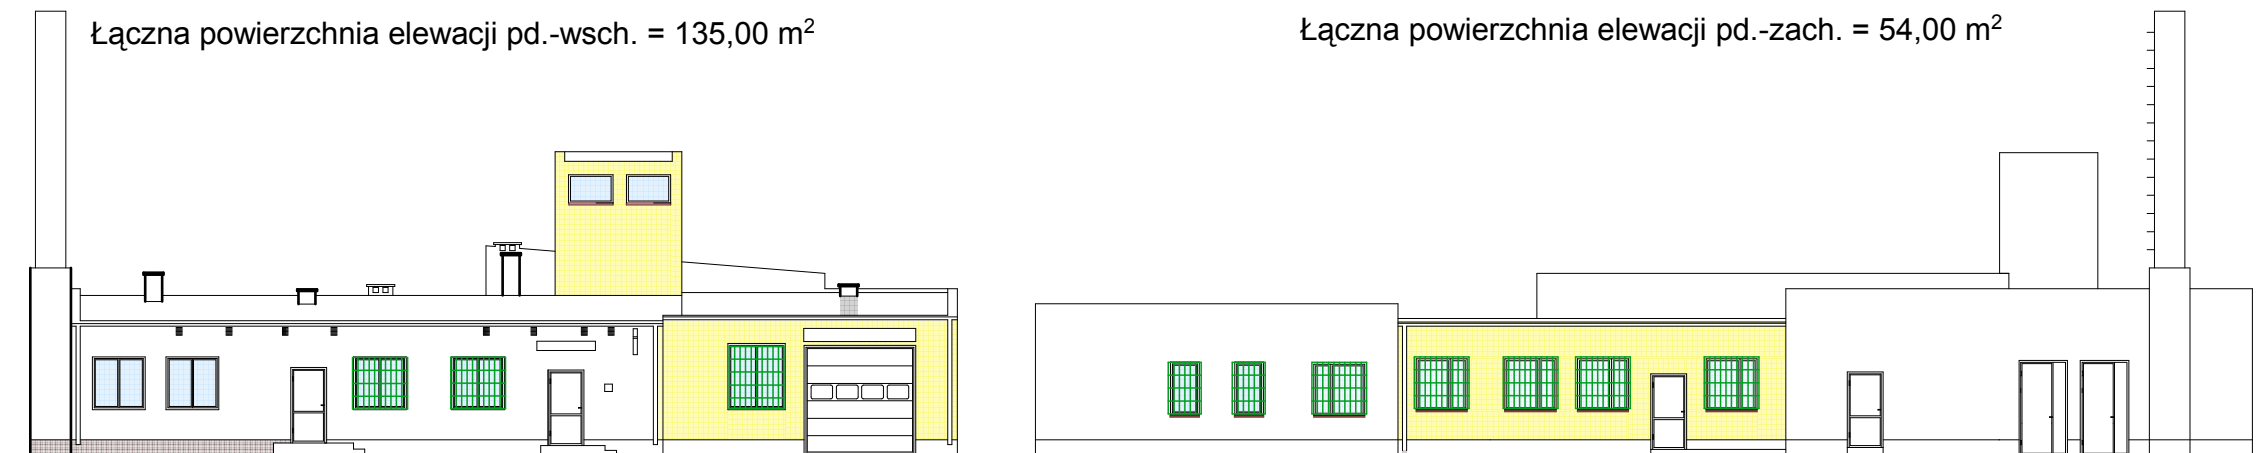 Łączna powierzchnia elewacji pd.-wsch. = 135,00 m²
Łączna powierzchnia elewacji pd.-zach. = 54,00 m²